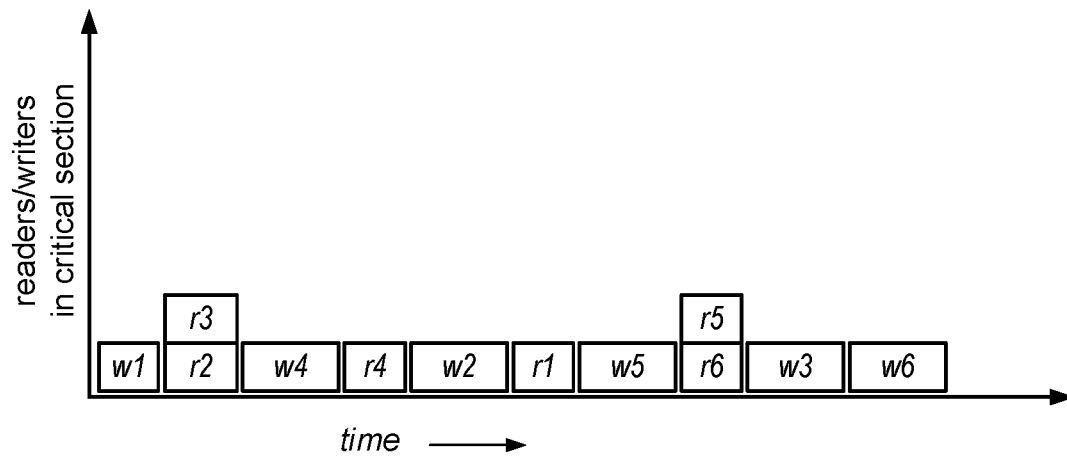 readers/writers
in critical section
r3
r5
w1
r2
w4
r4
w2
r1
w5
r6
w3
w6
time